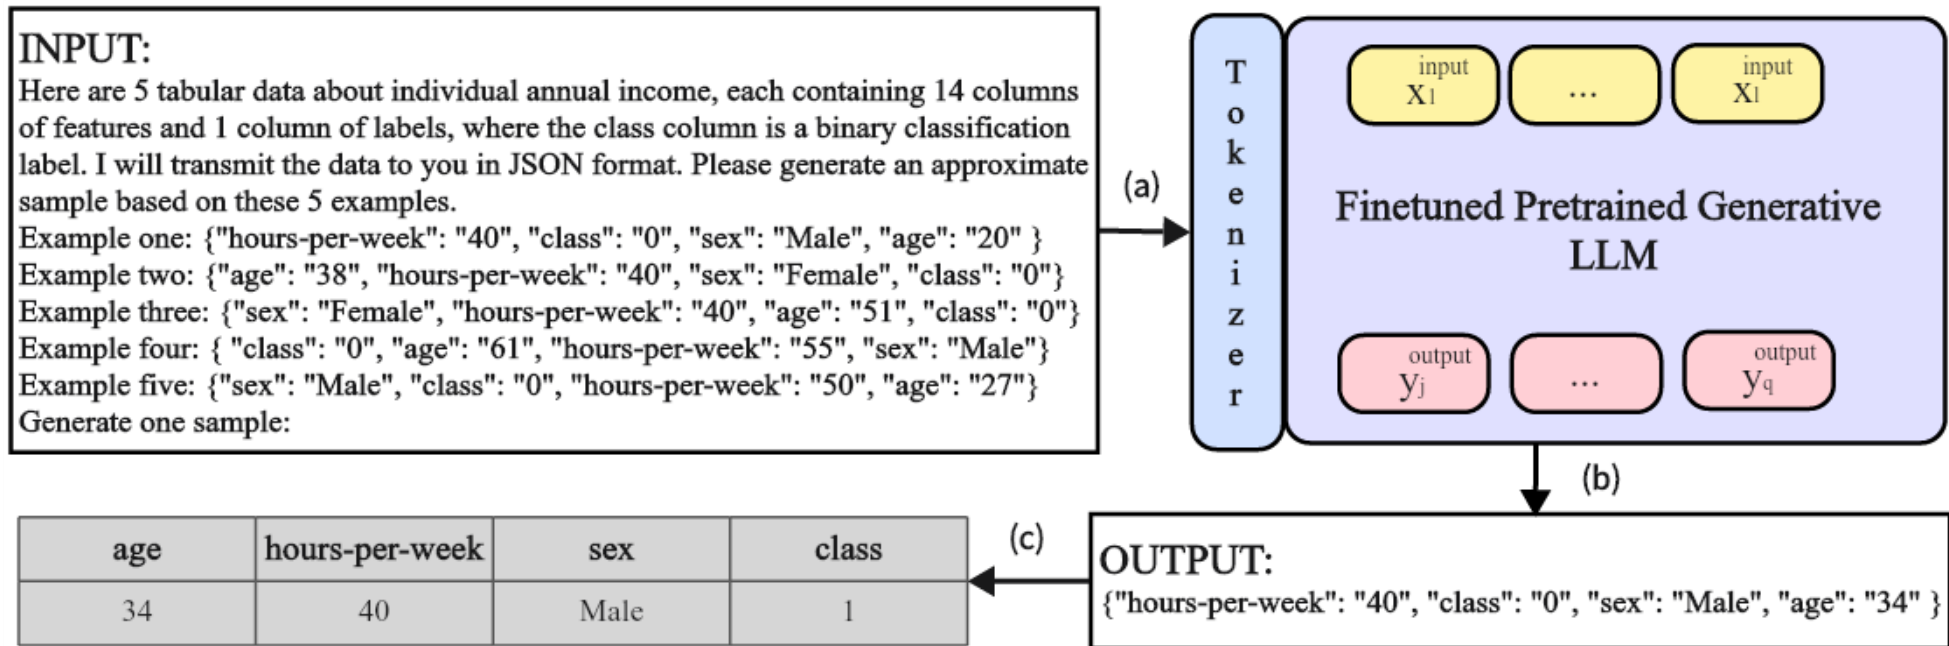 INPUT:
Here are 5 tabular data about individual annual income, each containing 14 columns
of features and 1 column of labels, where the class column is a binary classification
label. I will transmit the data to you in JSON format. Please generate an approximate
sample based on these 5 examples.
Example one: {"hours-per-week": "40", "class": "0", "sex": "Male", "age": "20" }
Example two: {"age": "38", "hours-per-week": "40", "sex": "Female", "class": "0"}
Example three: {"sex": "Female", "hours-per-week": "40", "age": "51", "class": "0"}
Example four: { "class": "0", "age": "61", "hours-per-week": "55", "sex": "Male"}
Example five: {"sex": "Male", "class": "0", "hours-per-week": "50", "age": "27"}
Generate one sample:
(a)
Tokenizer
x1 input ... xl input
Finetuned Pretrained Generative
LLM
yj output ... yq output
(b)
OUTPUT:
{"hours-per-week": "40", "class": "0", "sex": "Male", "age": "34" }
(c)
age hours-per-week sex class
34 40 Male 1